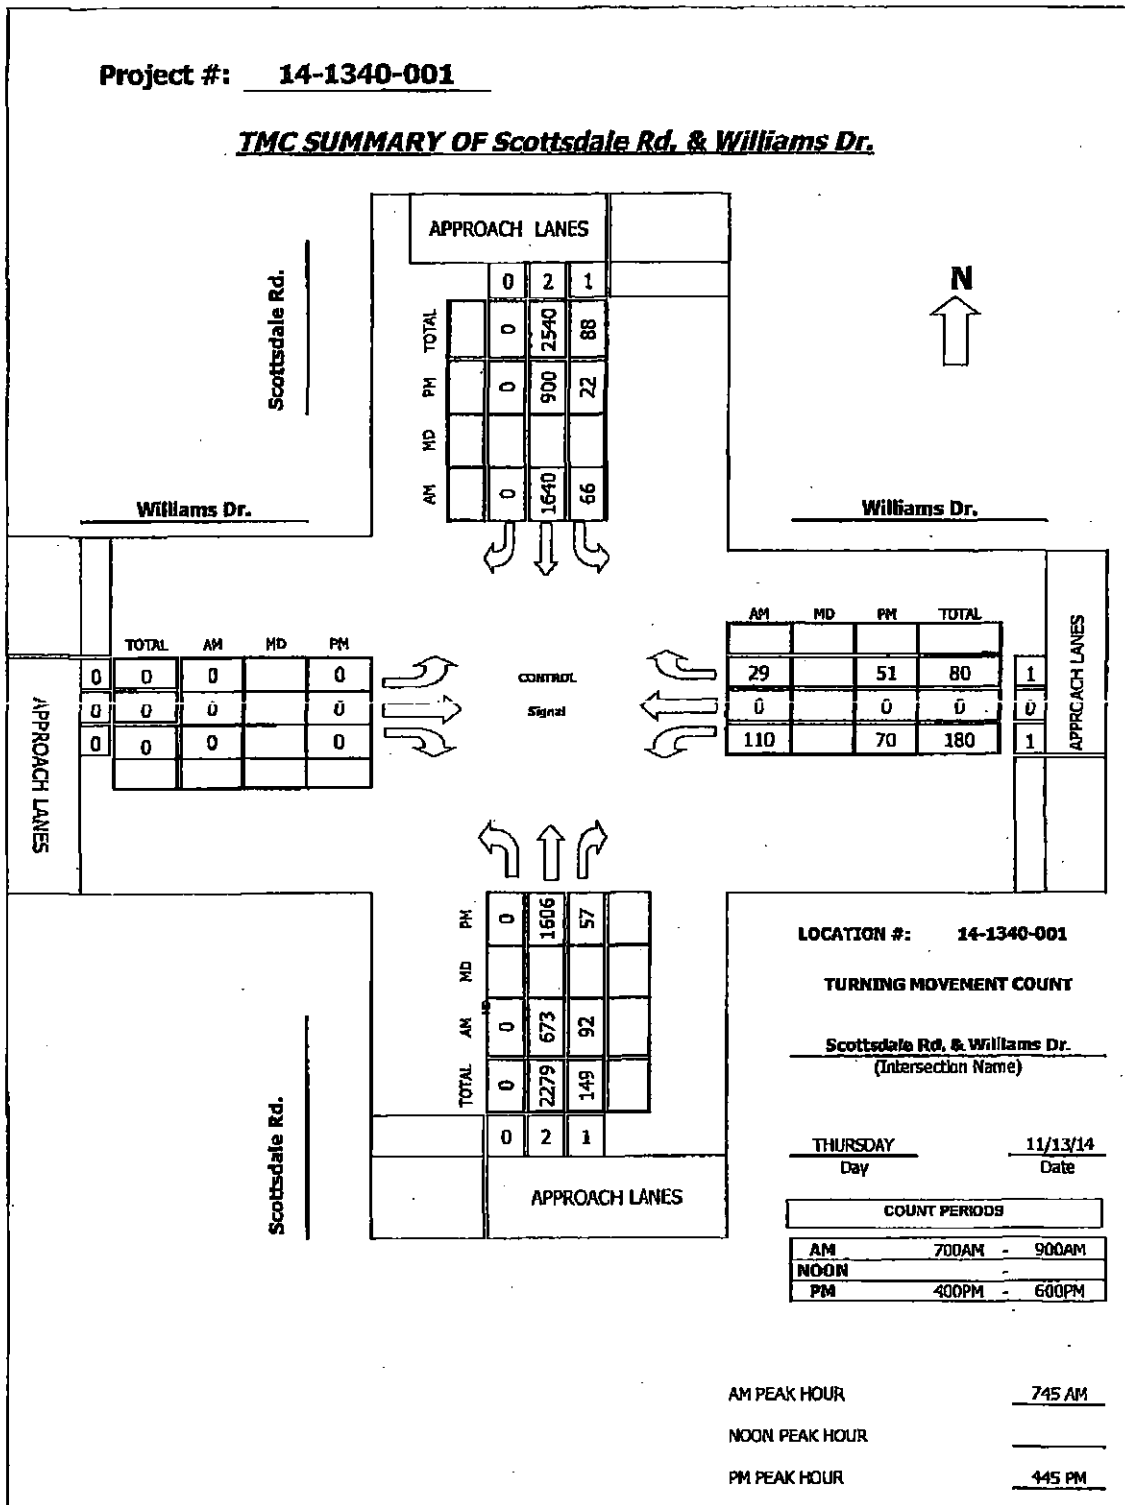 Project #: 14-1340-001
TMC SUMMARY OF Scottsdale Rd. & Williams Dr.
APPROACH LANES
0 2 1
Scottsdale Rd.
TOTAL 0 2540 88
PM 0 900 22
MD
AM 0 1640 66
N
Williams Dr.
Williams Dr.
TOTAL AM MD PM
0 0 0 0
0 0 0 0
0 0 0 0
APPROACH LANES
CONTROL
Signal
AM MD PM TOTAL
29 51 80 1
0 0 0 0
110 70 180 1
APPROACH LANES
PM 0 1606 57
MD
AM 0 673 92
TOTAL 0 2279 149
0 2 1
APPROACH LANES
Scottsdale Rd.
LOCATION #: 14-1340-001
TURNING MOVEMENT COUNT
Scottsdale Rd. & Williams Dr.
(Intersection Name)
THURSDAY 11/13/14
Day Date
COUNT PERIODS
AM 700AM - 900AM
NOON -
PM 400PM - 600PM
AM PEAK HOUR 745 AM
NOON PEAK HOUR
PM PEAK HOUR 445 PM